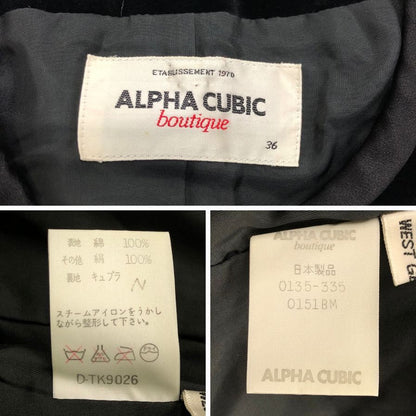 ETABLISSEMENT 1970
ALPHA CUBIC
boutique
36
表地 綿 100%
その他 綿 100%
裏地 キュプラ
スチームアイロンをうかし
ながら整形して下さい。
D-TK9026
ALPHA CUBIC
boutique
日本製品
0135-335
0151BM
ALPHA CUBIC
WEST G